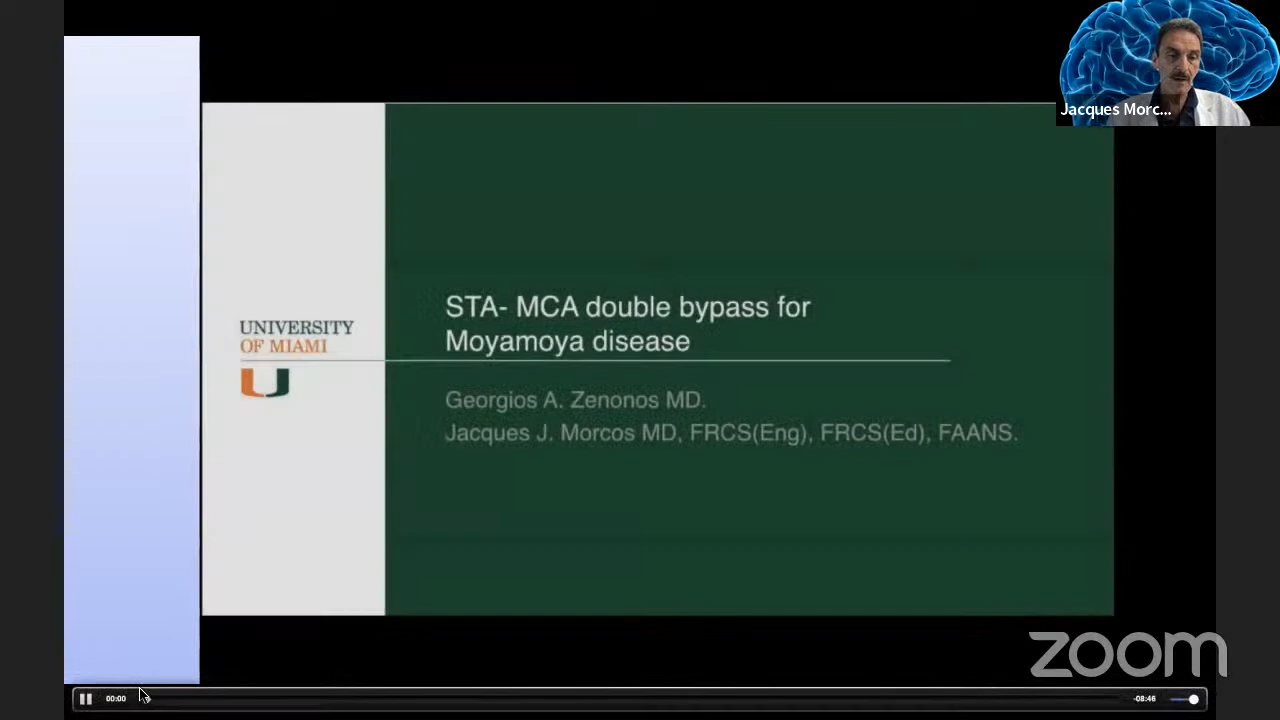 Jacques Morc...
STA- MCA double bypass for
Moyamoya disease
UNIVERSITY
OF MIAMI
Georgios A. Zenonos MD.
Jacques J. Morcos MD, FRCS(Eng), FRCS(Ed), FAANS.
zoom
00:00
-08:46